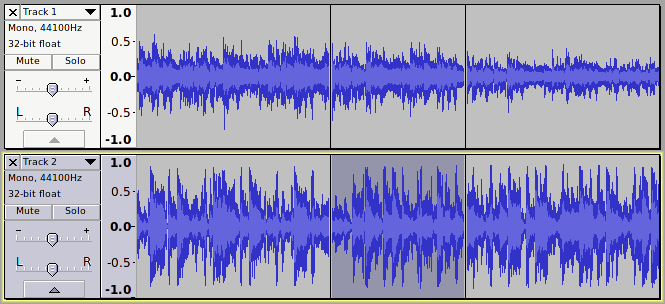 Track 1
Mono, 44100Hz
32-bit float
Mute Solo
- +
L R
1.0
0.5
0.0
-0.5
-1.0
Track 2
Mono, 44100Hz
32-bit float
Mute Solo
- +
L R
1.0
0.5
0.0
-0.5
-1.0